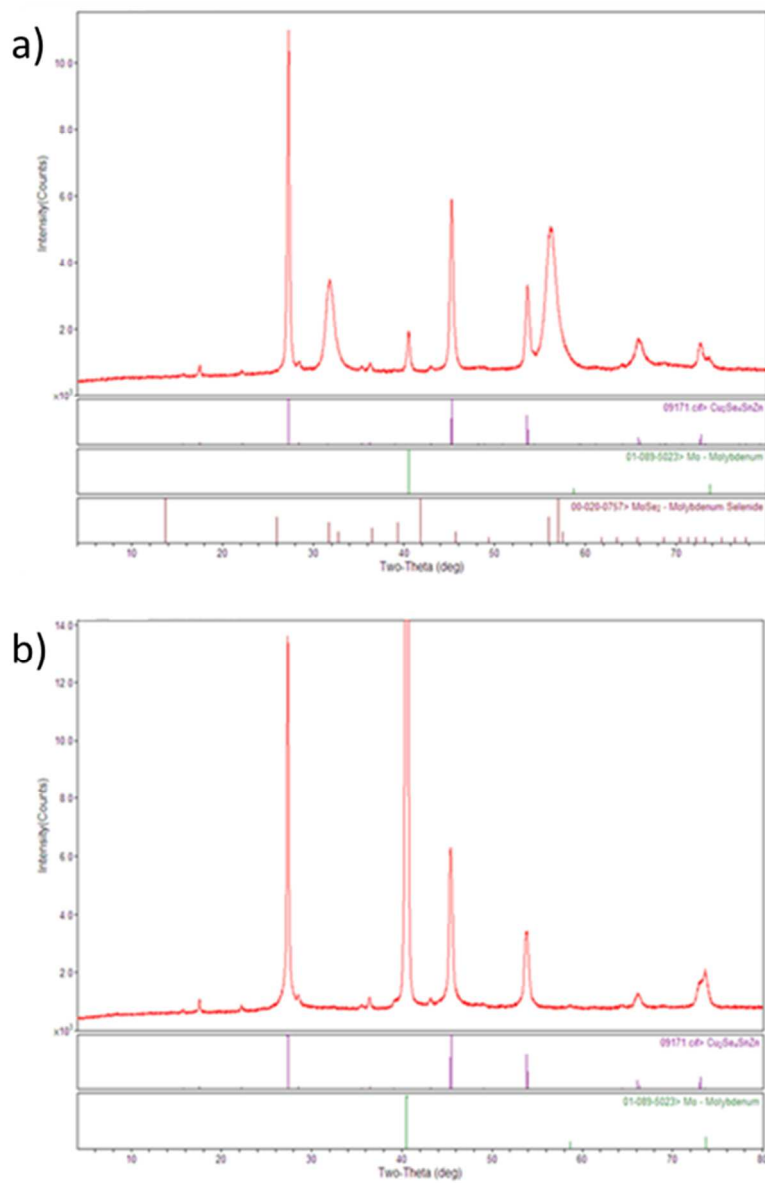 a)
Intensity(Counts)
10.0
8.0
6.0
4.0
2.0
x10³
09171.cif> Cu₂Se₄SnZn
01-089-5023> Mo - Molybdenum
00-020-0757> MoSe₂ - Molybdenum Selenide
10 20 30 40 50 60 70
Two-Theta (deg)
b)
Intensity(Counts)
14.0
12.0
10.0
8.0
6.0
4.0
2.0
x10³
09171.cif> Cu₂Se₄SnZn
01-089-5023> Mo - Molybdenum
10 20 30 40 50 60 70 80
Two-Theta (deg)